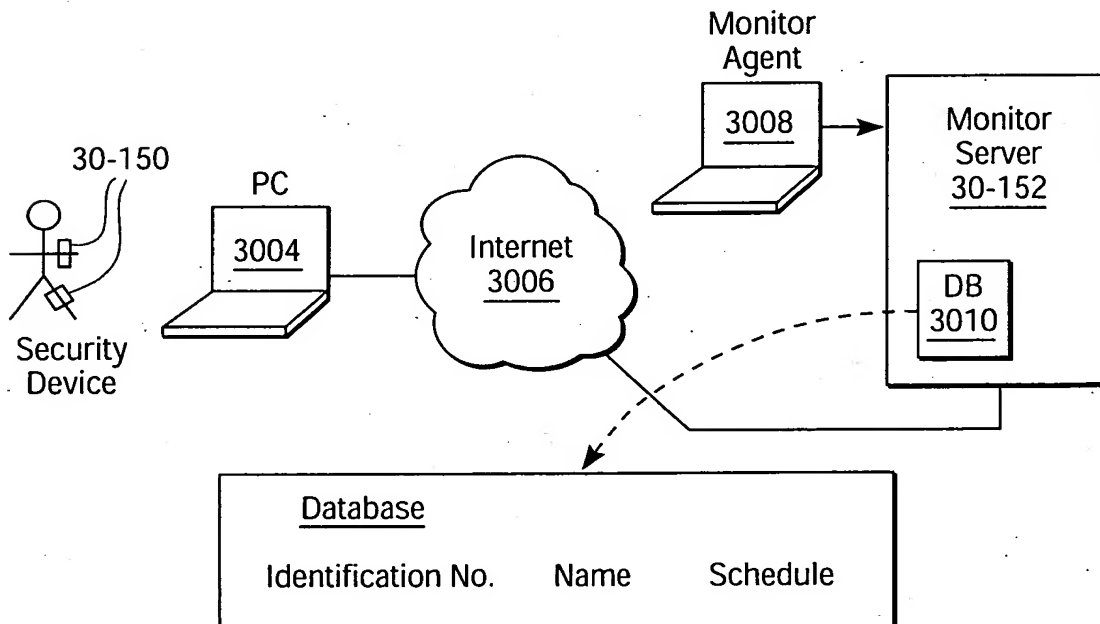 Monitor
Agent
3008
Monitor
Server
30-152
30-150
PC
3004
Internet
3006
DB
3010
Security
Device
Database
Identification No. Name Schedule